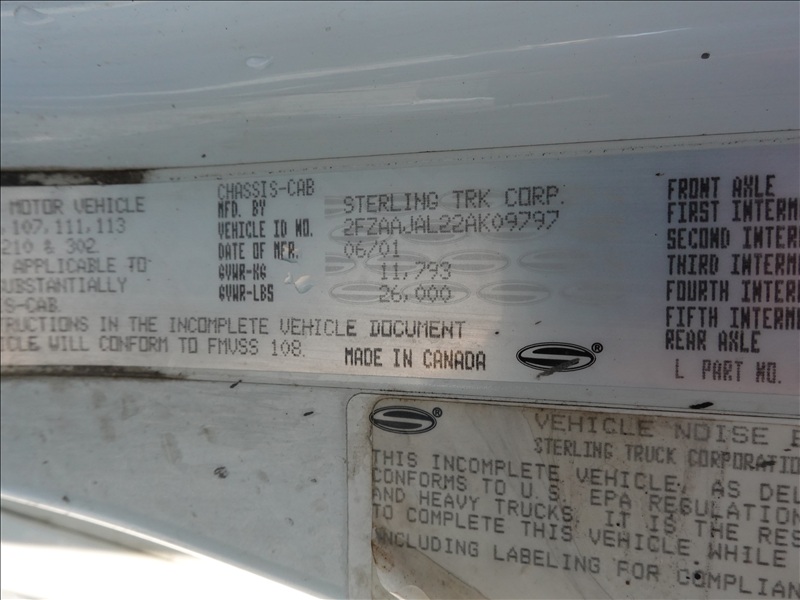 CHASSIS-CAB
MFD. BY STERLING TRK CORP.
VEHICLE ID NO. 2FZAAJAL22AK09797
DATE OF MFR. 06/01
GVWR-KG 11,793
GVWR-LBS 26,000
MOTOR VEHICLE
107,111,113
210 & 302
APPLICABLE TO
SUBSTANTIALLY
S-CAB
RUCTIONS IN THE INCOMPLETE VEHICLE DOCUMENT
ICLE WILL CONFORM TO FMVSS 108.
MADE IN CANADA
FRONT AXLE
FIRST INTERM
SECOND INTER
THIRD INTERM
FOURTH INTER
FIFTH INTERM
REAR AXLE
L PART NO.
VEHICLE NOISE E
STERLING TRUCK CORPORATIO
THIS INCOMPLETE VEHICLE, AS DEL
CONFORMS TO U.S. EPA REGULATION
AND HEAVY TRUCKS. IT IS THE RES
TO COMPLETE THIS VEHICLE WHILE
INCLUDING LABELING FOR COMPLIAN